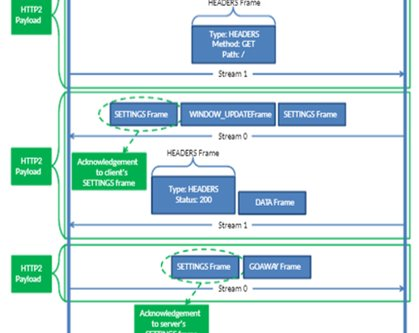 HEADERS Frame
HTTP2
Payload
Type: HEADERS
Method: GET
Path: /
Stream 1
SETTINGS Frame
WINDOW_UPDATEFrame
SETTINGS Frame
Stream 0
HTTP2
Payload
Acknowledgement
to client's
SETTINGS frame
HEADERS Frame
Type: HEADERS
Status: 200
DATA Frame
Stream 1
HTTP2
Payload
SETTINGS Frame
GOAWAY Frame
Stream 0
Acknowledgement
to server's